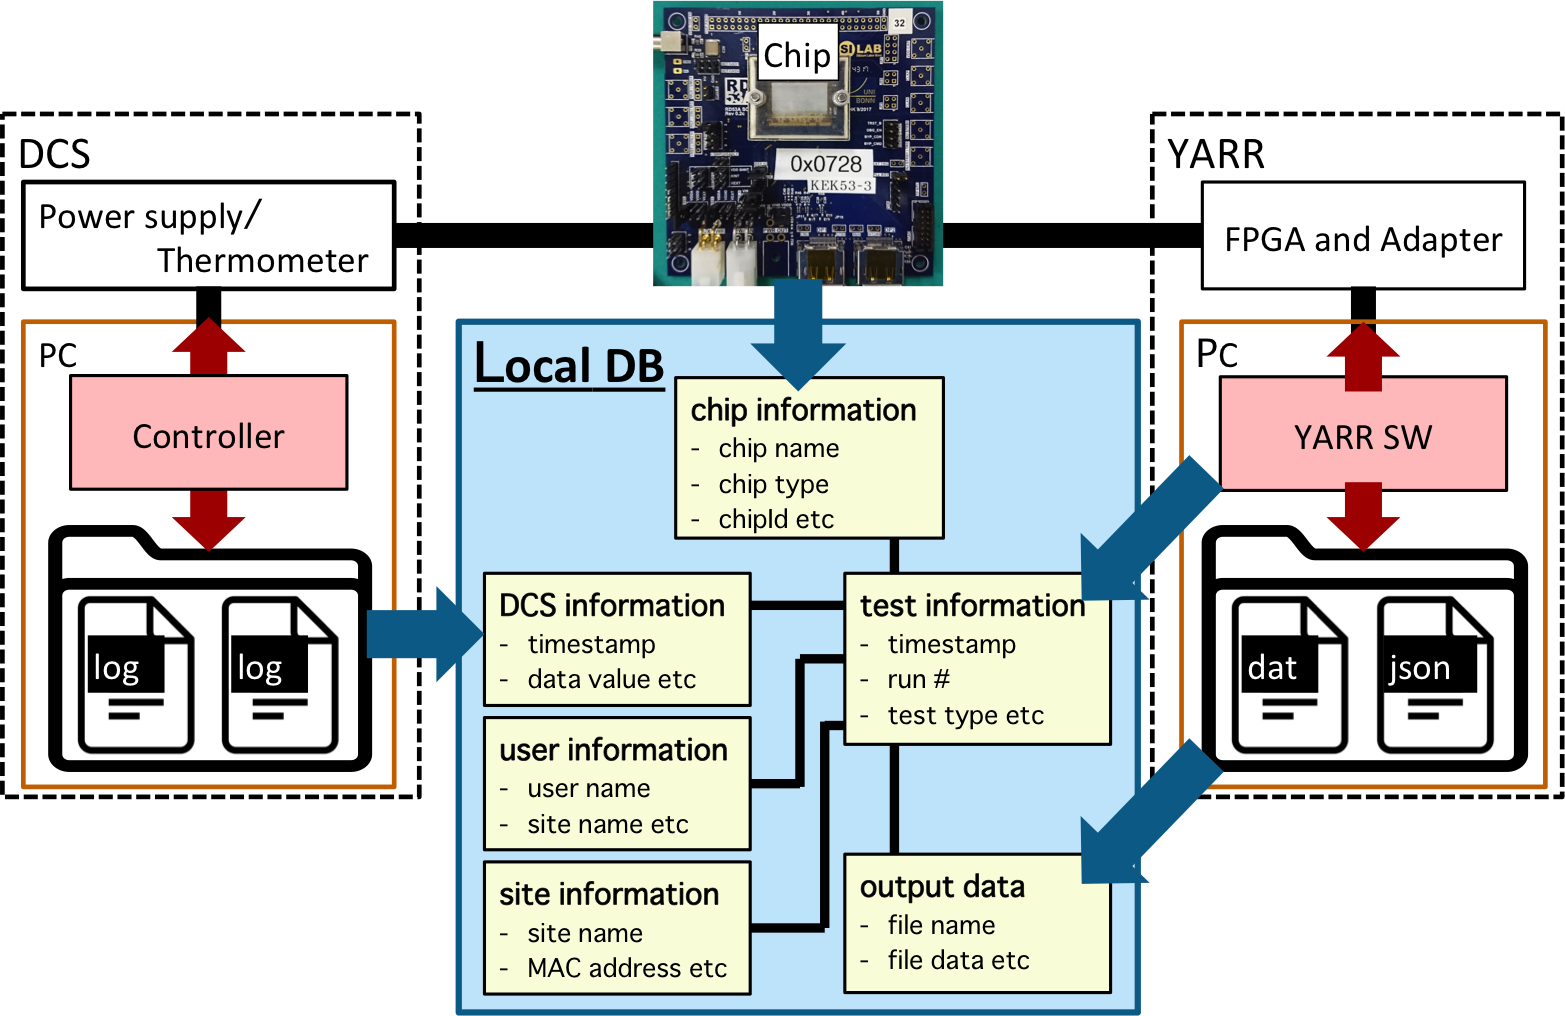 Chip
32
SILAB
UNI
BONN
RD
0x0728
KEK53-3
DCS
Power supply/
Thermometer
PC
Controller
log
log
YARR
FPGA and Adapter
PC
YARR SW
dat
json
Local DB
chip information
- chip name
- chip type
- chipId etc
DCS information
- timestamp
- data value etc
user information
- user name
- site name etc
site information
- site name
- MAC address etc
test information
- timestamp
- run #
- test type etc
output data
- file name
- file data etc